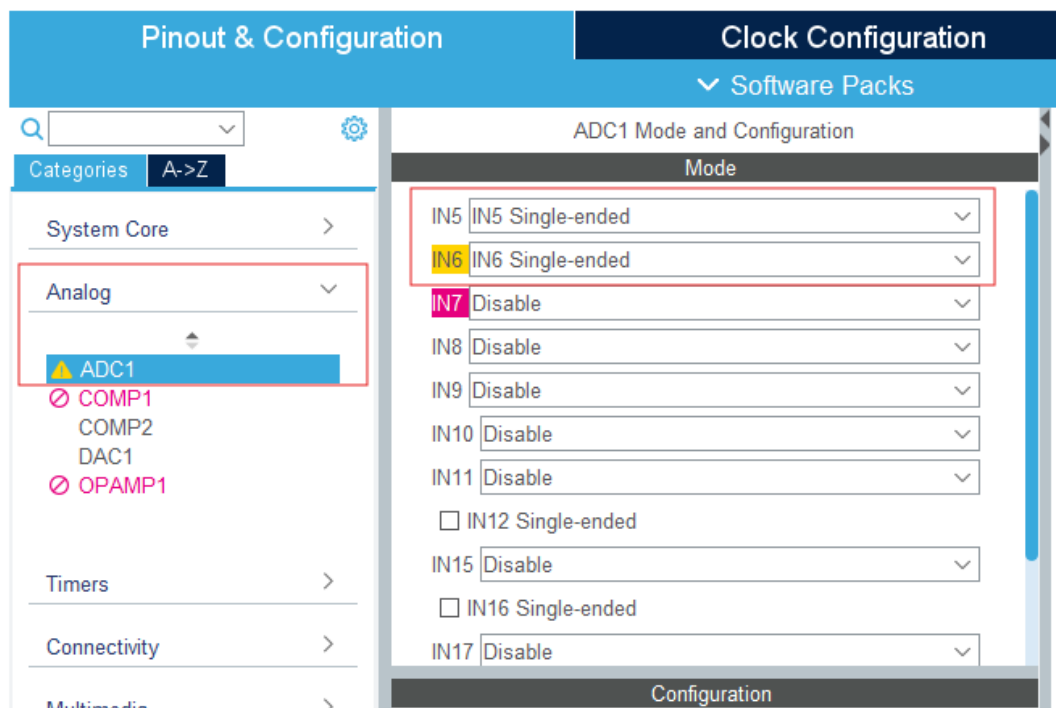 Pinout & Configuration
Clock Configuration
Software Packs
ADC1 Mode and Configuration
Categories
A->Z
Mode
System Core
Analog
ADC1
COMP1
COMP2
DAC1
OPAMP1
Timers
Connectivity
Multimedia
IN5 IN5 Single-ended
IN6 IN6 Single-ended
IN7 Disable
IN8 Disable
IN9 Disable
IN10 Disable
IN11 Disable
IN12 Single-ended
IN15 Disable
IN16 Single-ended
IN17 Disable
Configuration